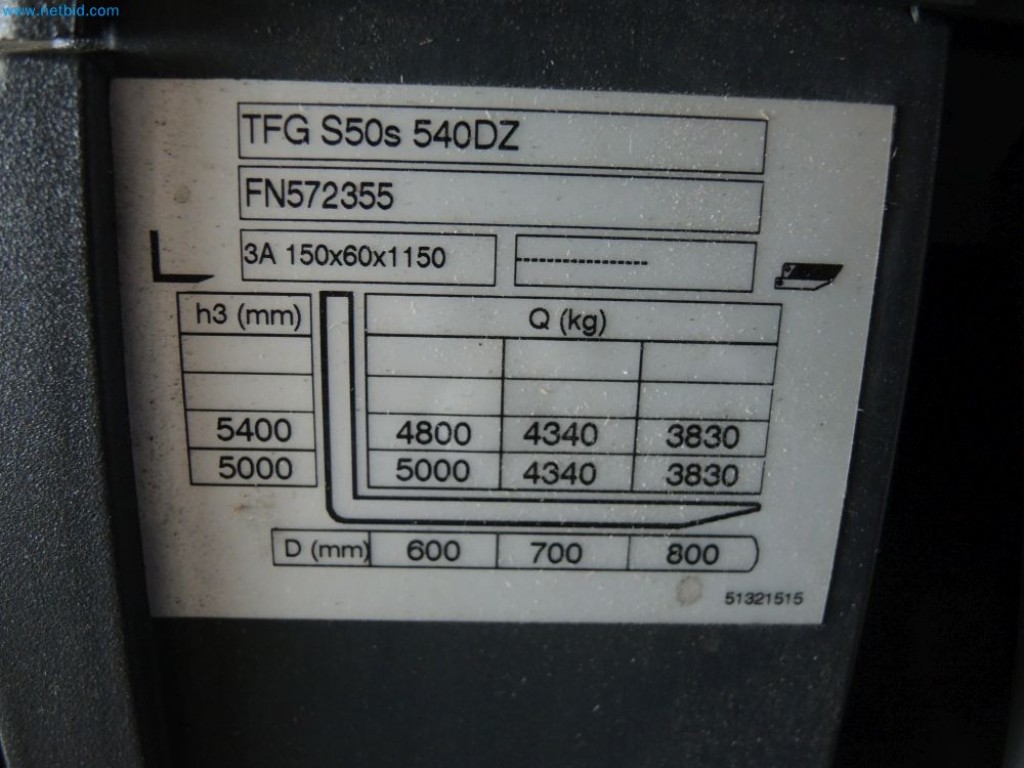 www.netbid.com
TFG S50s 540DZ
FN572355
3A 150x60x1150 --------------------
h3 (mm) Q (kg)
5400 4800 4340 3830
5000 5000 4340 3830
D (mm) 600 700 800
51321515